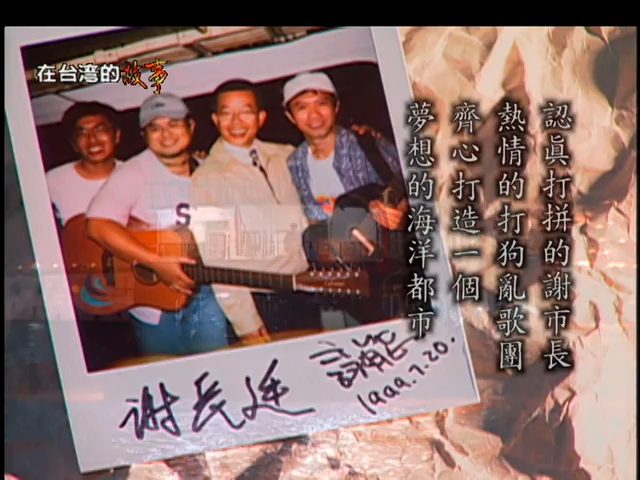 在台灣的故事
認眞打拼的謝市長
熱情的打狗亂歌團
齊心打造一個
夢想的海洋都市
謝長廷
1999.7.20.
S